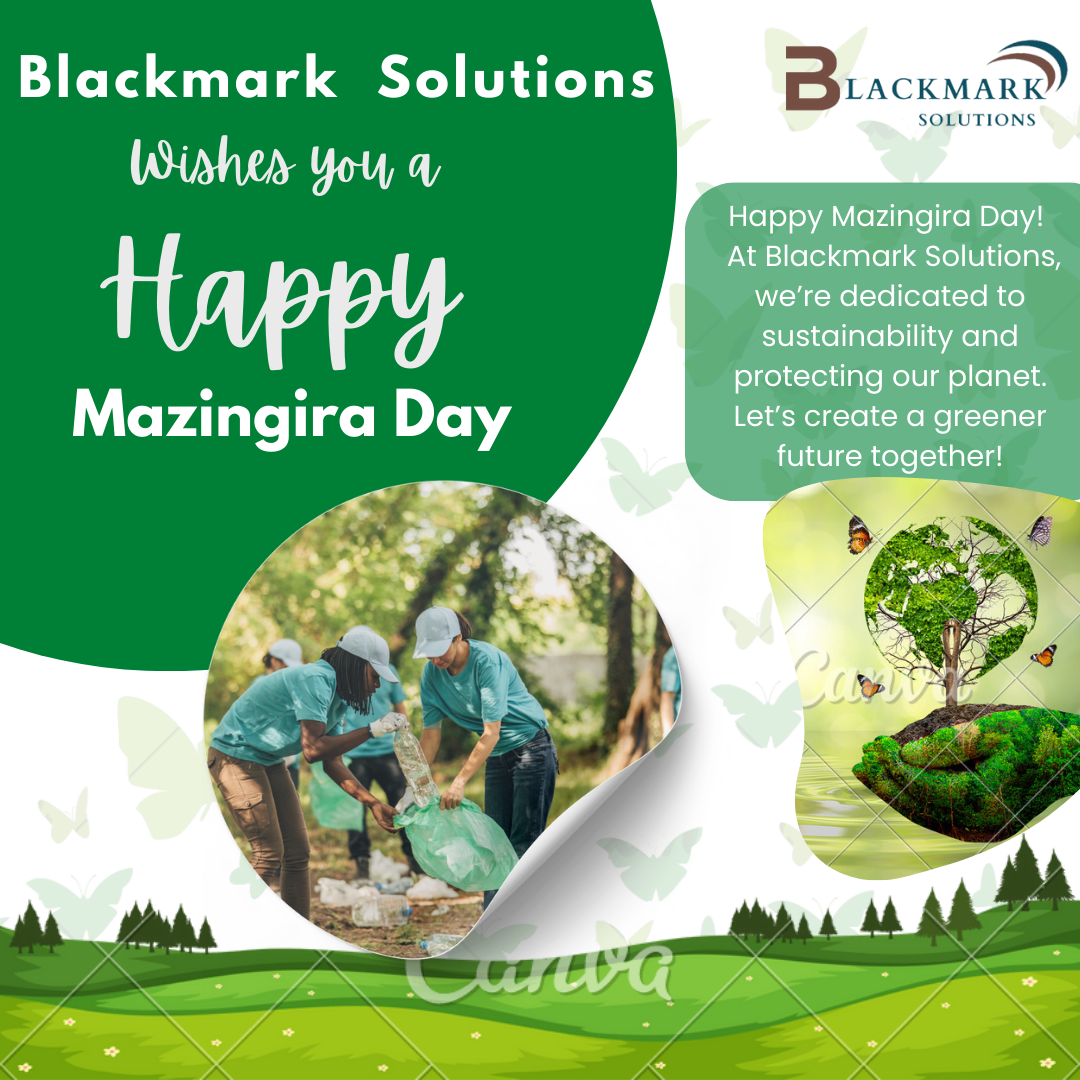 Blackmark Solutions
Wishes you a
Happy
Mazingira Day
BLACKMARK
SOLUTIONS
Happy Mazingira Day!
At Blackmark Solutions,
we’re dedicated to
sustainability and
protecting our planet.
Let’s create a greener
future together!
Canva
Canva